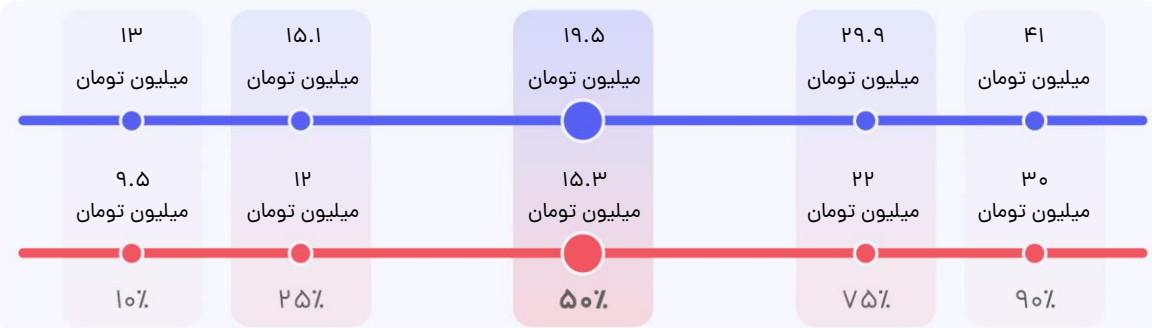 ۱۳ ۱۵.۱ ۱۹.۵ ۲۹.۹ ۴۱
میلیون تومان میلیون تومان میلیون تومان میلیون تومان میلیون تومان
۹.۵ ۱۲ ۱۵.۳ ۲۲ ۳۰
میلیون تومان میلیون تومان میلیون تومان میلیون تومان میلیون تومان
۱۰٪ ۲۵٪ ۵۰٪ ۷۵٪ ۹۰٪